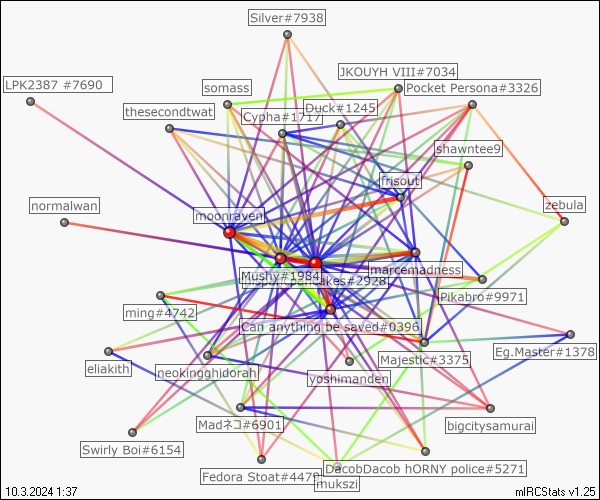 Silver#7938
JKOUYH VIII#7034
LPK2387 #7690
somass
Pocket Persona#3326
thesecondtwat
Duck#1245
Cypha#1717
shawntee9
frisout
normalwan
moonraven
zebula
Mushy#1984
marcemadness
cakes#2928
Pikabro#9971
ming#4742
Can anything be saved#0396
Majestic#3375
Eg.Master#1378
eliakith
neokingghidorah
yoshimanden
Madネコ#6901
bigcitysamurai
Swirly Boi#6154
Fedora Stoat#4479
DacobDacob hORNY police#5271
mukszi
10.3.2024 1:37
mIRCStats v1.25